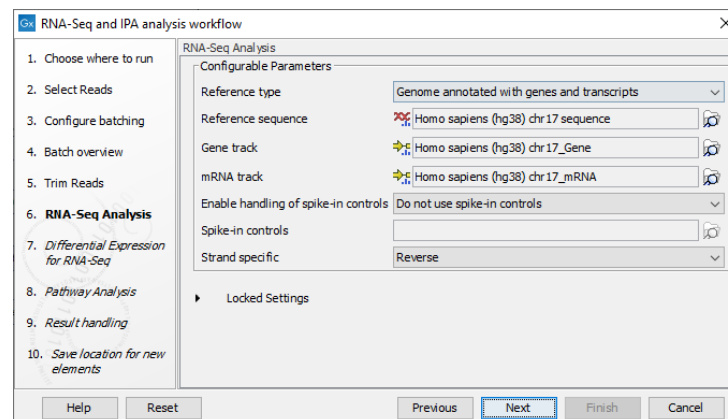 Gx RNA-Seq and IPA analysis workflow
1. Choose where to run
2. Select Reads
3. Configure batching
4. Batch overview
5. Trim Reads
6. RNA-Seq Analysis
7. Differential Expression
for RNA-Seq
8. Pathway Analysis
9. Result handling
10. Save location for new
elements
RNA-Seq Analysis
Configurable Parameters
Reference type Genome annotated with genes and transcripts
Reference sequence Homo sapiens (hg38) chr17 sequence
Gene track Homo sapiens (hg38) chr17_Gene
mRNA track Homo sapiens (hg38) chr17_mRNA
Enable handling of spike-in controls Do not use spike-in controls
Spike-in controls
Strand specific Reverse
Locked Settings
Help Reset Previous Next Finish Cancel